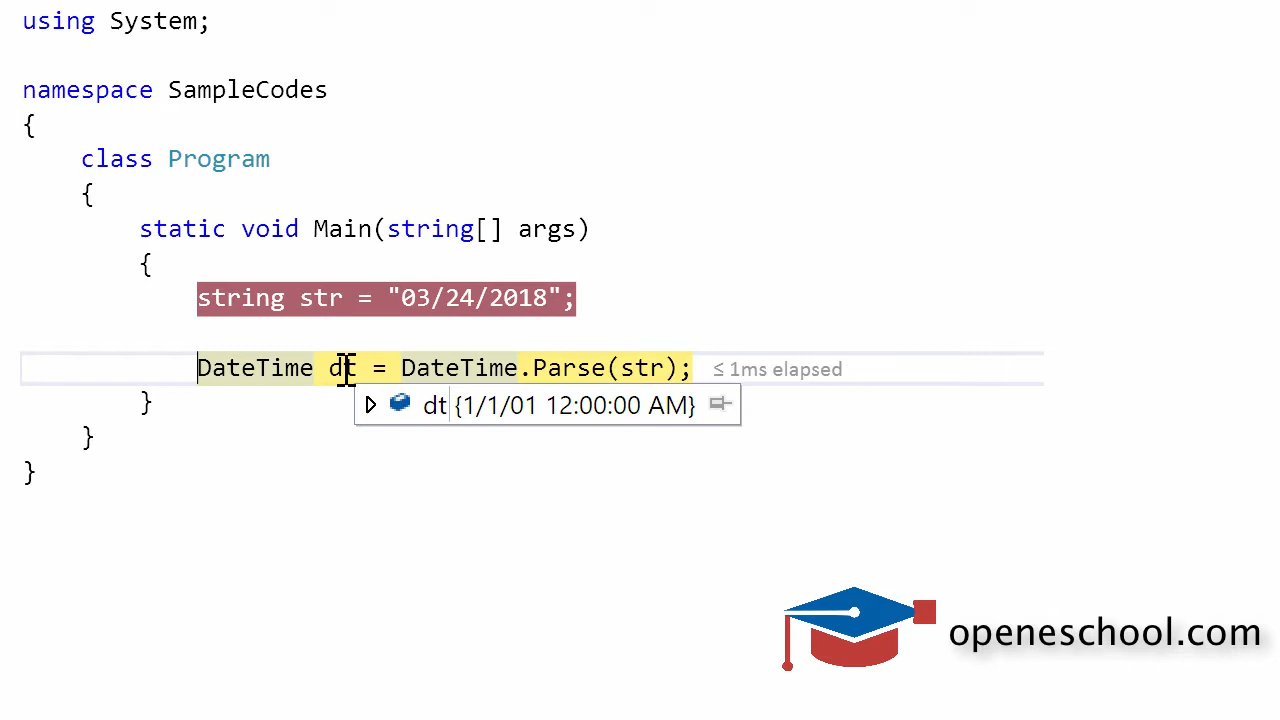 using System;
namespace SampleCodes
{
class Program
{
static void Main(string[] args)
{
string str = "03/24/2018";
DateTime dt = DateTime.Parse(str); ≤ 1ms elapsed
dt {1/1/01 12:00:00 AM}
}
}
}
openeschool.com